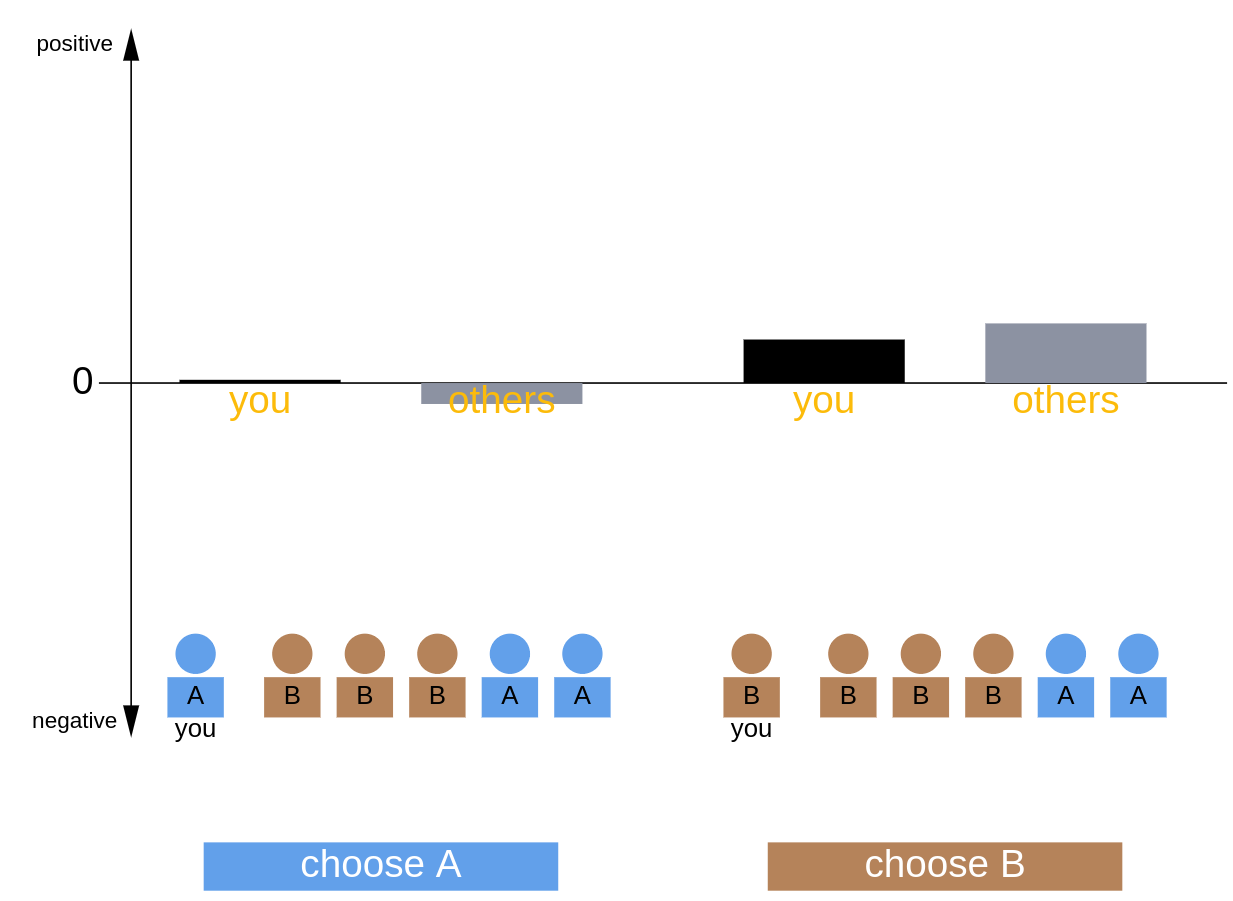 positive
0
you others you others
A B B B A A B B B B A A
negative you you
choose A choose B